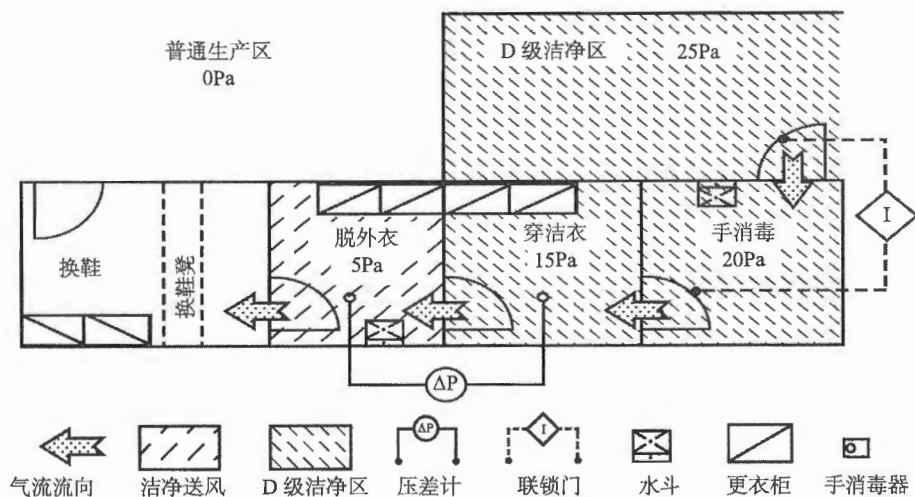 普通生产区
0Pa
D 级洁净区 25Pa
换鞋
换鞋凳
脱外衣
5Pa
穿洁衣
15Pa
手消毒
20Pa
I
ΔP
ΔP
I
气流流向 洁净送风 D 级洁净区 压差计 联锁门 水斗 更衣柜 手消毒器